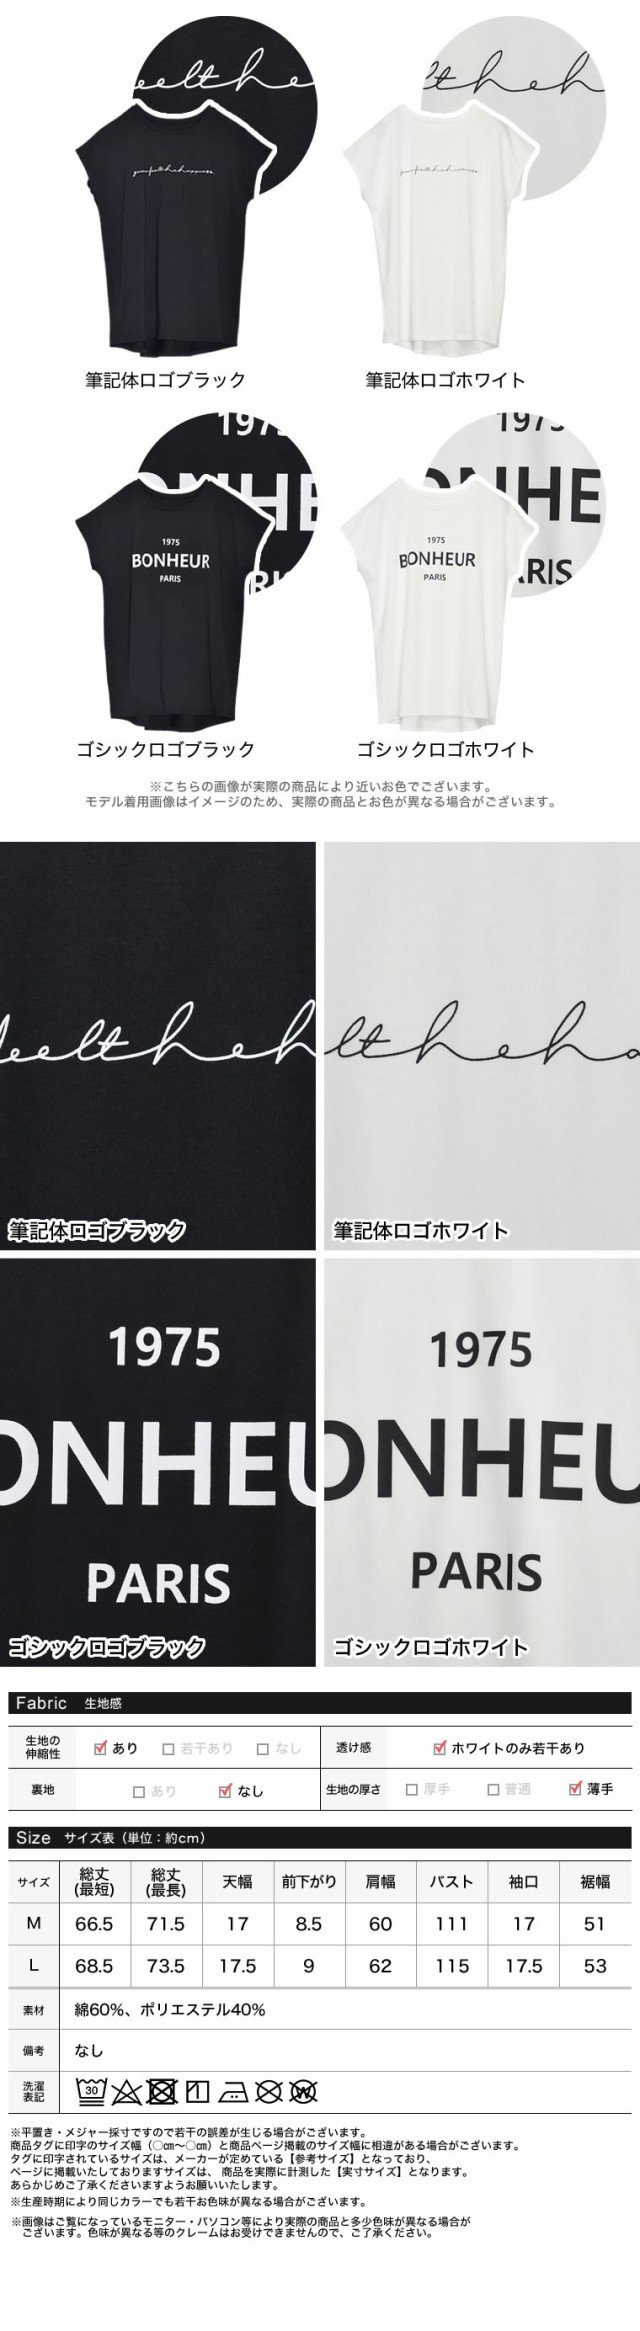 eelthe
ltheh
youfeelthehappiness
youfeelthehappiness
筆記体ロゴブラック
筆記体ロゴホワイト
1975
ONHE
1975
ONHE
ARIS
1975
BONHEUR
PARIS
1975
BONHEUR
PARIS
ゴシックロゴブラック
ゴシックロゴホワイト
※こちらの画像が実際の商品により近いお色でございます。
モデル着用画像はイメージのため、実際の商品とお色が異なる場合がございます。
feeltheh
ltheha
筆記体ロゴブラック
筆記体ロゴホワイト
1975
ONHEU
PARIS
ゴシックロゴブラック
1975
ONHEU
PARIS
ゴシックロゴホワイト
Fabric 生地感
生地の伸縮性 あり 若干あり なし 透け感 ホワイトのみ若干あり
裏地 あり なし 生地の厚さ 厚手 普通 薄手
Size サイズ表（単位：約cm）
サイズ 総丈(最短) 総丈(最長) 天幅 前下がり 肩幅 バスト 袖口 裾幅
M 66.5 71.5 17 8.5 60 111 17 51
L 68.5 73.5 17.5 9 62 115 17.5 53
素材 綿60%、ポリエステル40%
備考 なし
洗濯表記 30 W
※平置き・メジャー採寸ですので若干の誤差が生じる場合がございます。
商品タグに印字のサイズ幅（〇cm〜〇cm）と商品ページ掲載のサイズ幅に相違がある場合がございます。
タグに印字されているサイズは、メーカーが定めている【参考サイズ】となっており、
ページに掲載いたしておりますサイズは、商品を実際に計測した【実寸サイズ】となります。
あらかじめご了承くださいますようお願いいたします。
※生産時期により同じカラーでも若干お色味が異なる場合がございます。
※画像はご覧になっているモニター・パソコン等により実際の商品と多少色味が異なる場合が
ございます。色味が異なる等のクレームはお受けできませんので、ご了承ください。